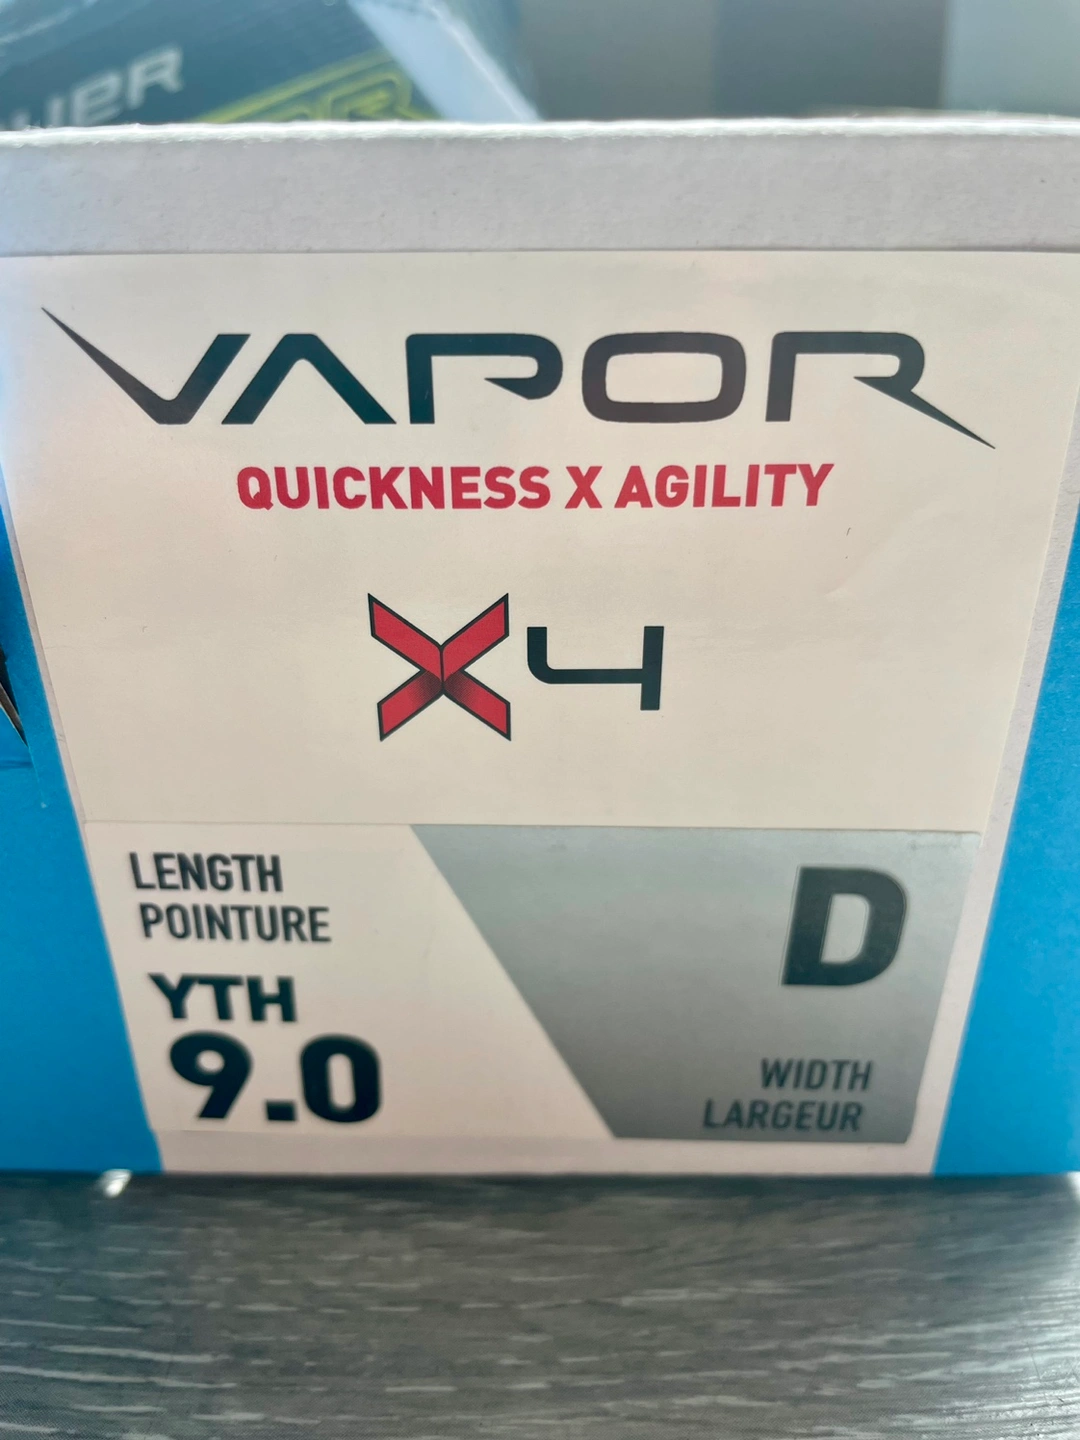 VAPOR
QUICKNESS X AGILITY
X4
LENGTH
POINTURE
YTH
9.0
D
WIDTH
LARGEUR